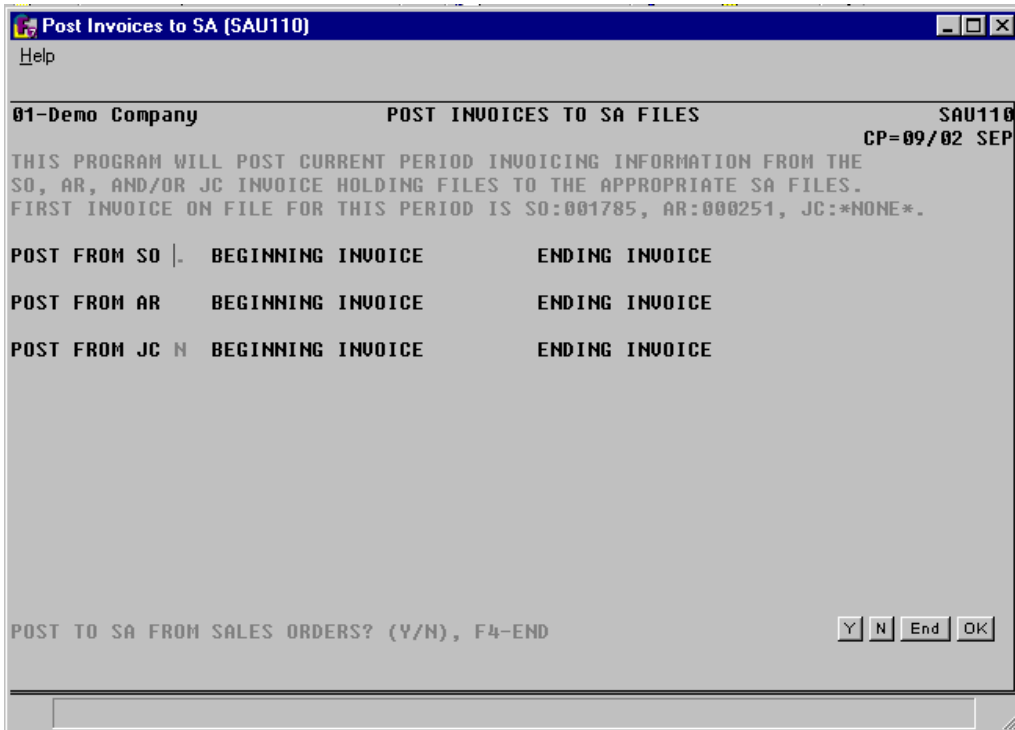 Post Invoices to SA (SAU110)
Help
01-Demo Company POST INVOICES TO SA FILES SAU110
CP=09/02 SEP
THIS PROGRAM WILL POST CURRENT PERIOD INVOICING INFORMATION FROM THE
SO, AR, AND/OR JC INVOICE HOLDING FILES TO THE APPROPRIATE SA FILES.
FIRST INVOICE ON FILE FOR THIS PERIOD IS SO:001785, AR:000251, JC:*NONE*.
POST FROM SO . BEGINNING INVOICE ENDING INVOICE
POST FROM AR BEGINNING INVOICE ENDING INVOICE
POST FROM JC N BEGINNING INVOICE ENDING INVOICE
POST TO SA FROM SALES ORDERS? (Y/N), F4-END Y N End OK